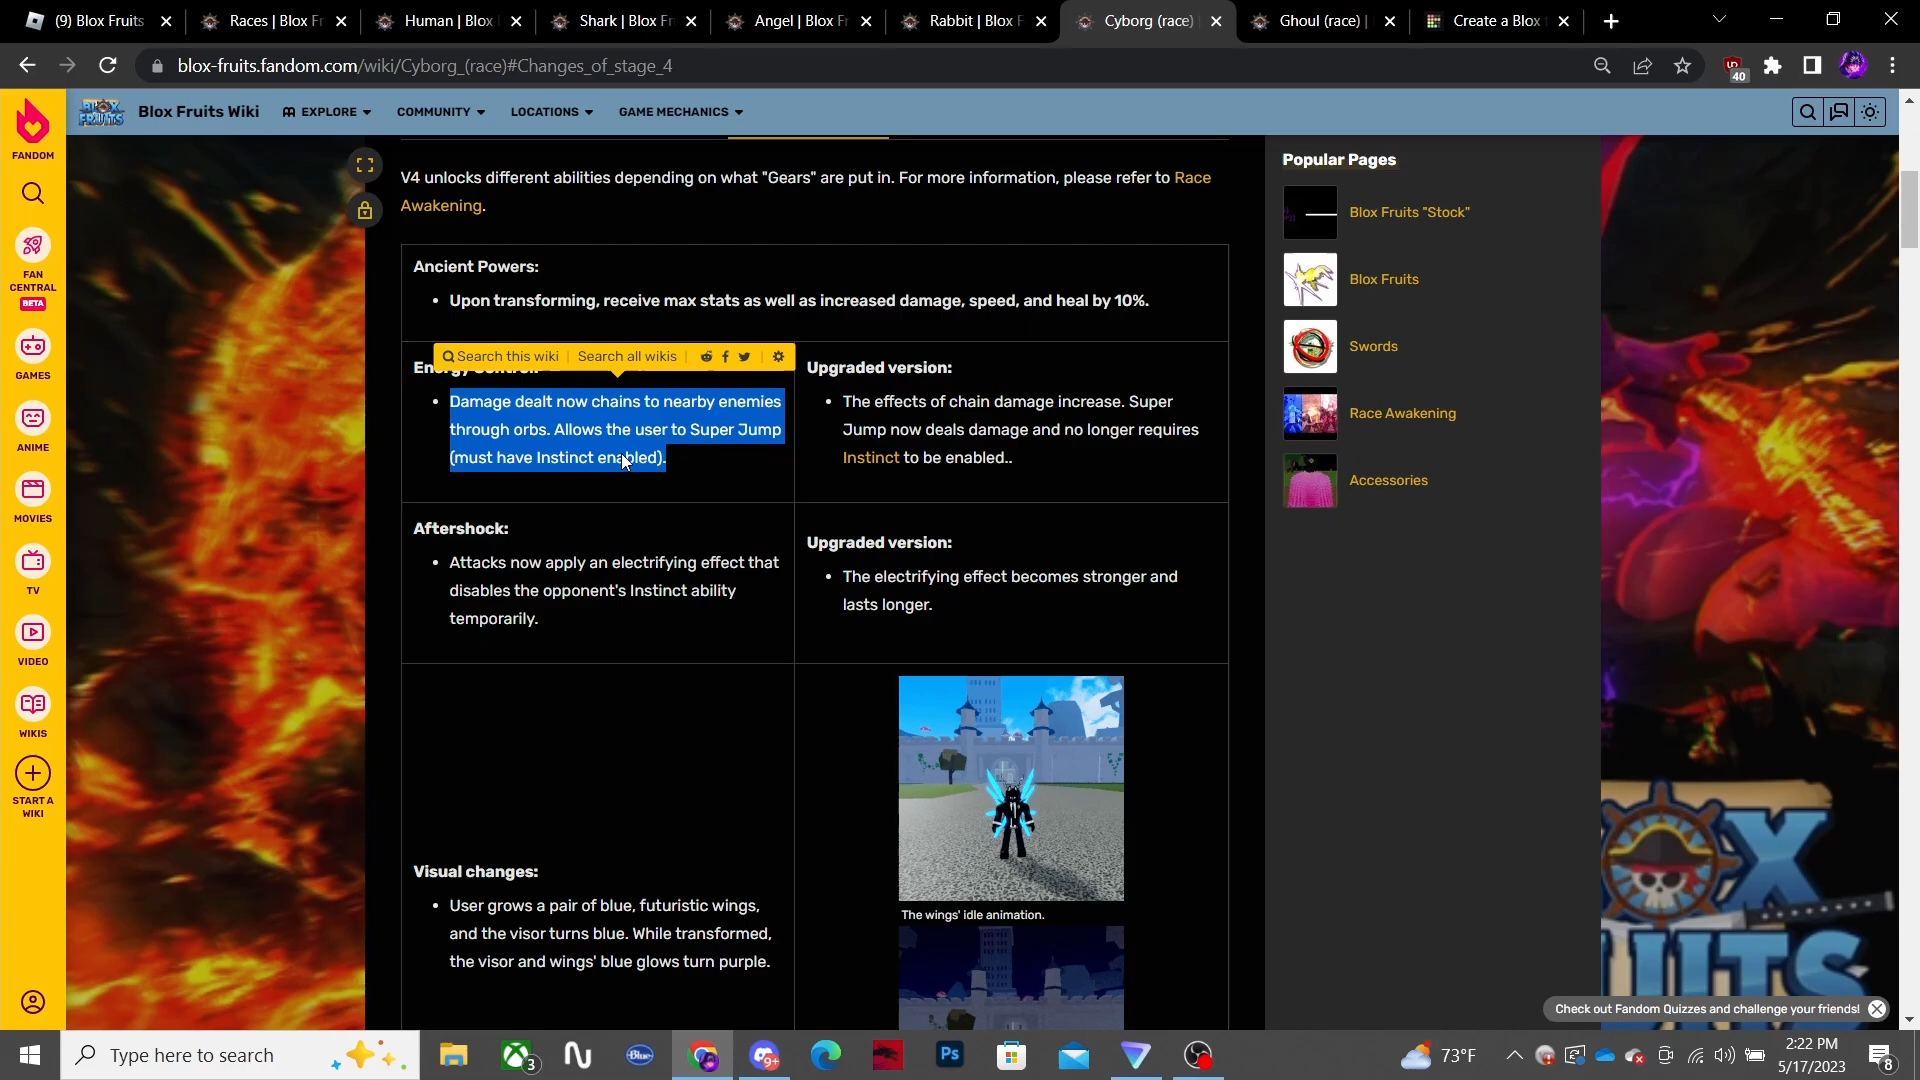 (9) Blox Fruits
Races | Blox Fr
Human | Blox
Shark | Blox Fr
Angel | Blox Fr
Rabbit | Blox F
Cyborg (race)
Ghoul (race) |
Create a Blox
blox-fruits.fandom.com/wiki/Cyborg_(race)#Changes_of_stage_4
40
BLOX FRUITS
Blox Fruits Wiki
EXPLORE
COMMUNITY
LOCATIONS
GAME MECHANICS
FANDOM
FAN CENTRAL
BETA
GAMES
ANIME
MOVIES
TV
VIDEO
WIKIS
START A
WIKI
V4 unlocks different abilities depending on what "Gears" are put in. For more information, please refer to Race
Awakening.
Ancient Powers:
Upon transforming, receive max stats as well as increased damage, speed, and heal by 10%.
Search this wiki
Search all wikis
Energy Control:
Damage dealt now chains to nearby enemies
through orbs. Allows the user to Super Jump
(must have Instinct enabled).
Upgraded version:
The effects of chain damage increase. Super
Jump now deals damage and no longer requires
Instinct to be enabled..
Aftershock:
Attacks now apply an electrifying effect that
disables the opponent's Instinct ability
temporarily.
Upgraded version:
The electrifying effect becomes stronger and
lasts longer.
Visual changes:
User grows a pair of blue, futuristic wings,
and the visor turns blue. While transformed,
the visor and wings' blue glows turn purple.
The wings' idle animation.
Popular Pages
Blox Fruits "Stock"
Blox Fruits
Swords
Race Awakening
Accessories
Check out Fandom Quizzes and challenge your friends!
Type here to search
3
Blue
9+
Ps
73°F
2:22 PM
5/17/2023
8